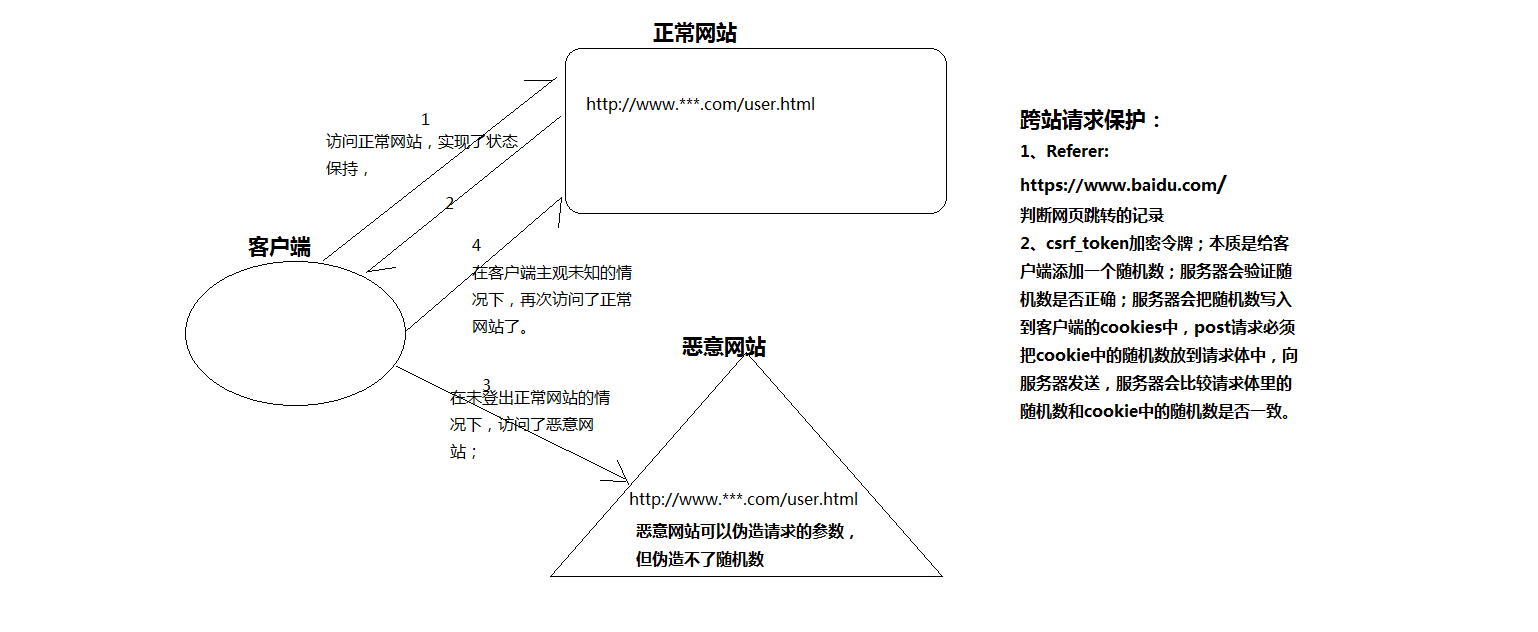 正常网站
http://www.***.com/user.html
1
访问正常网站，实现了状态
保持，
2
客户端
4
在客户端主观未知的情
况下，再次访问了正常
网站了。
3
在未登出正常网站的情
况下，访问了恶意网
站；
恶意网站
http://www.***.com/user.html
恶意网站可以伪造请求的参数，
但伪造不了随机数
跨站请求保护：
1、Referer:
https://www.baidu.com/
判断网页跳转的记录
2、csrf_token加密令牌；本质是给客
户端添加一个随机数；服务器会验证随
机数是否正确；服务器会把随机数写入
到客户端的cookies中，post请求必须
把cookie中的随机数放到请求体中，向
服务器发送，服务器会比较请求体里的
随机数和cookie中的随机数是否一致。